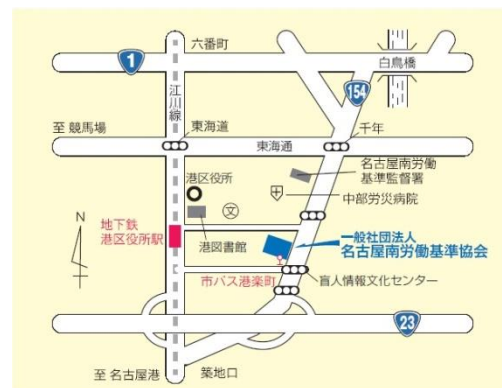 六番町
1
白鳥橋
154
江川線
至 競馬場
東海道
東海通
千年
港区役所
名古屋南労働
基準監督署
文
中部労災病院
N
地下鉄
港区役所駅
港図書館
一般社団法人
名古屋南労働基準協会
市バス港楽町
盲人情報文化センター
23
至 名古屋港
築地口